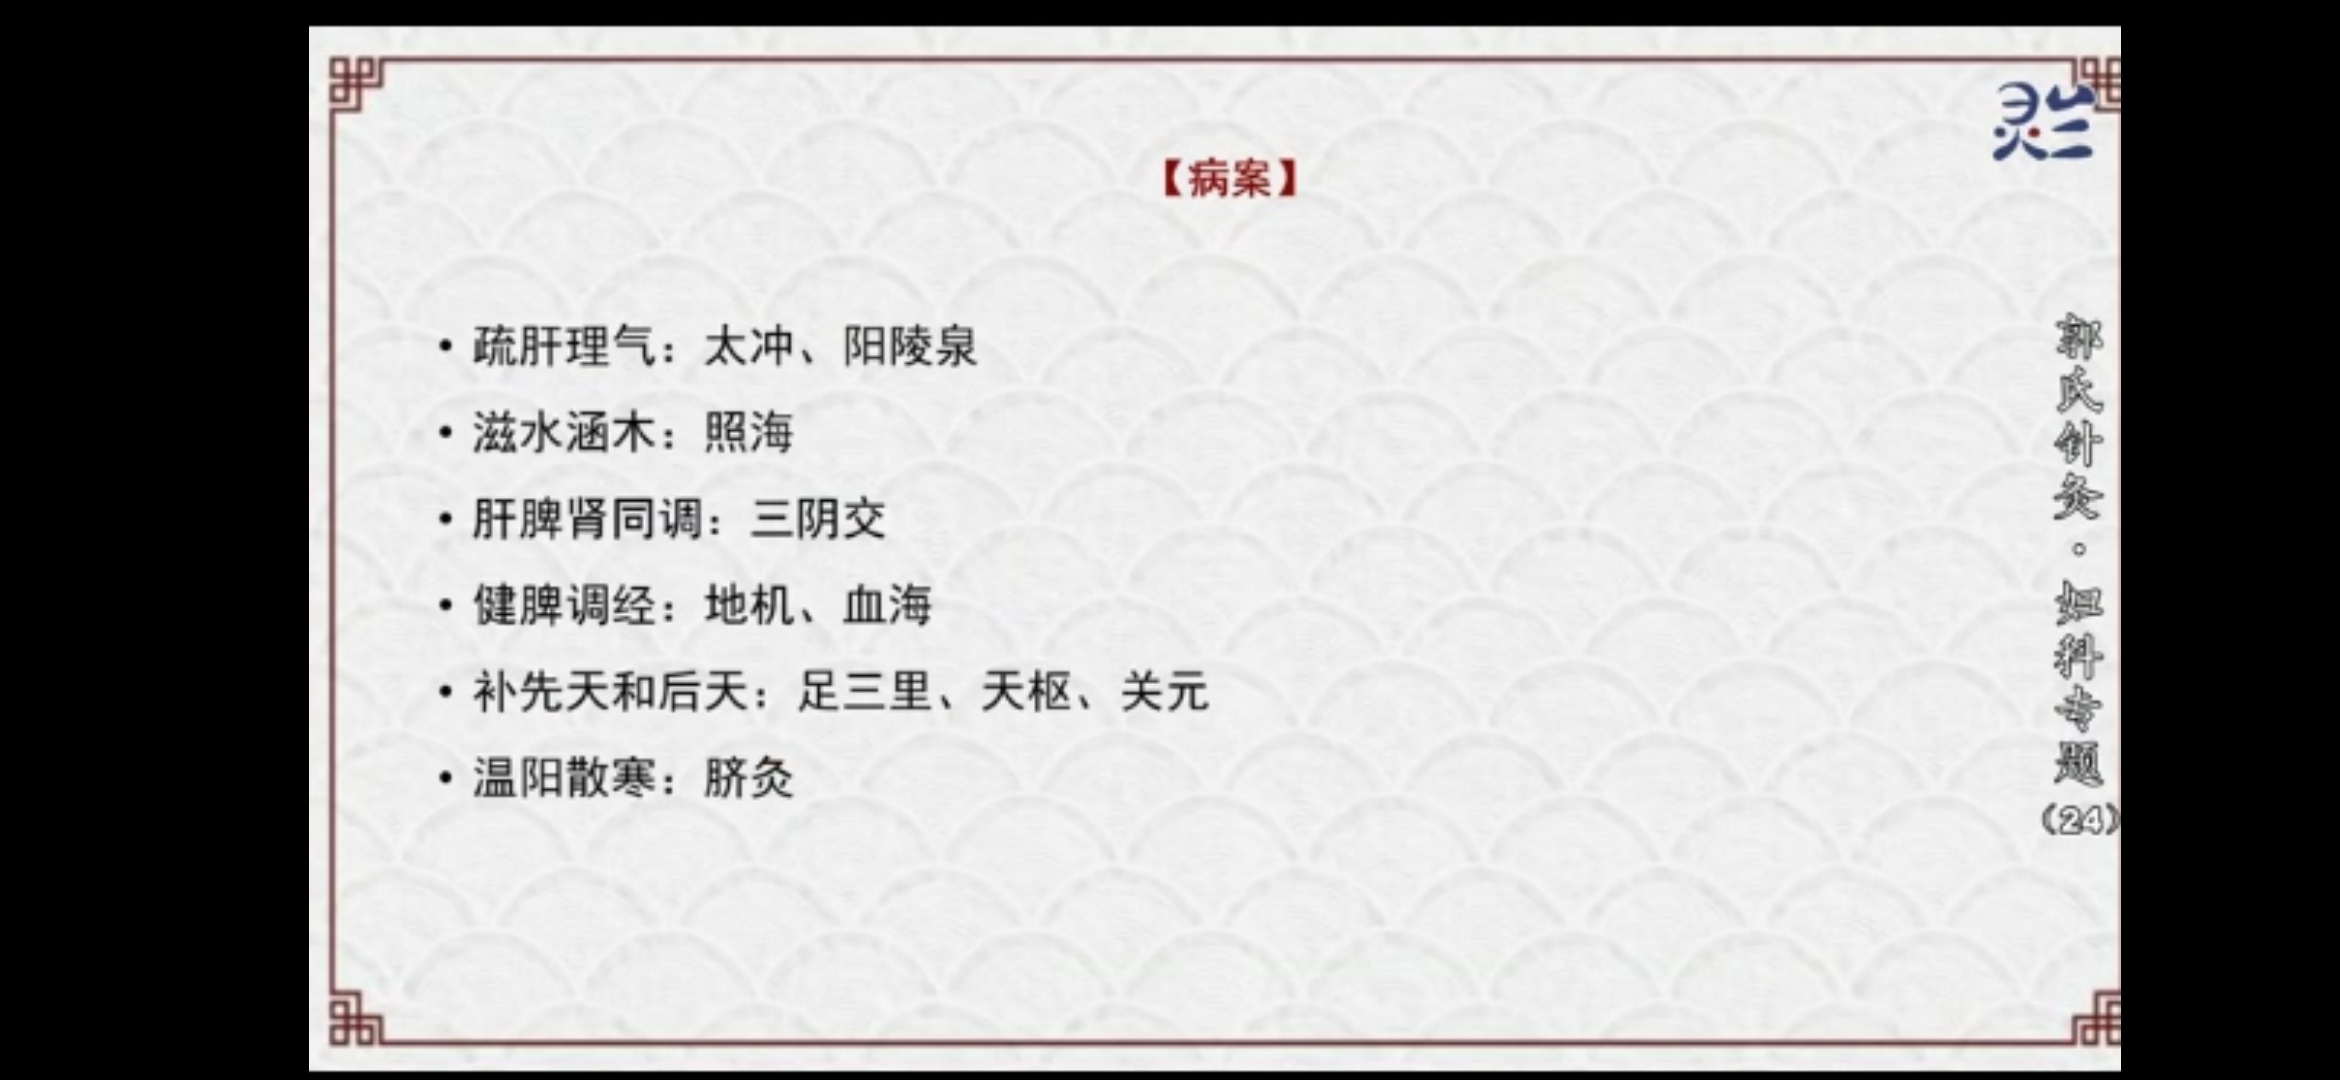 灵兰
【病案】
• 疏肝理气：太冲、阳陵泉
• 滋水涵木：照海
• 肝脾肾同调：三阴交
• 健脾调经：地机、血海
• 补先天和后天：足三里、天枢、关元
• 温阳散寒：脐灸
郭氏针灸·妇科专题（24）